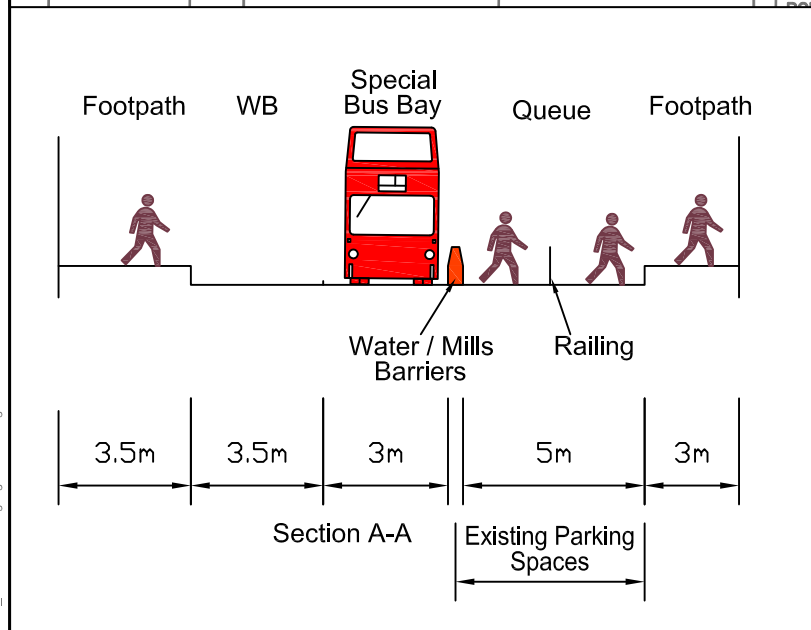 Footpath
WB
Special
Bus Bay
Queue
Footpath
Water / Mills
Barriers
Railing
3.5m
3.5m
3m
5m
3m
Section A-A
Existing Parking
Spaces